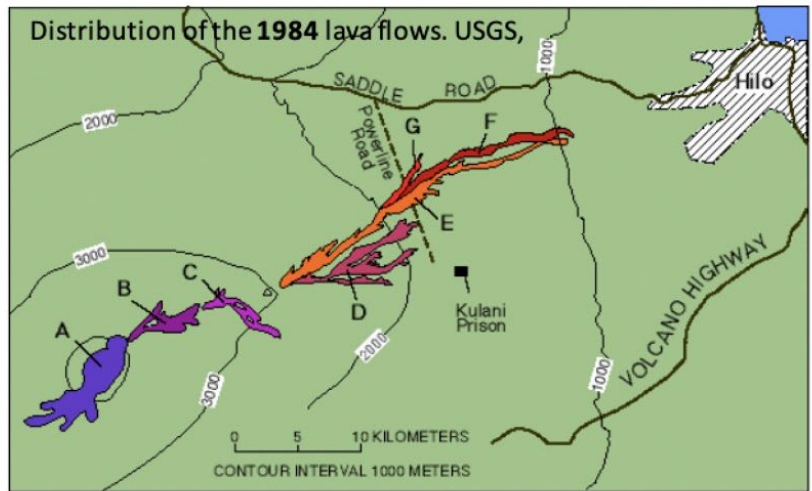 Distribution of the 1984 lava flows. USGS,
1000
SADDLE ROAD
Hilo
2000
Powerline
Road
G
F
E
3000
C
B
D
A
Kulani
Prison
VOLCANO HIGHWAY
2000
3000
1000
0 5 10 KILOMETERS
CONTOUR INTERVAL 1000 METERS